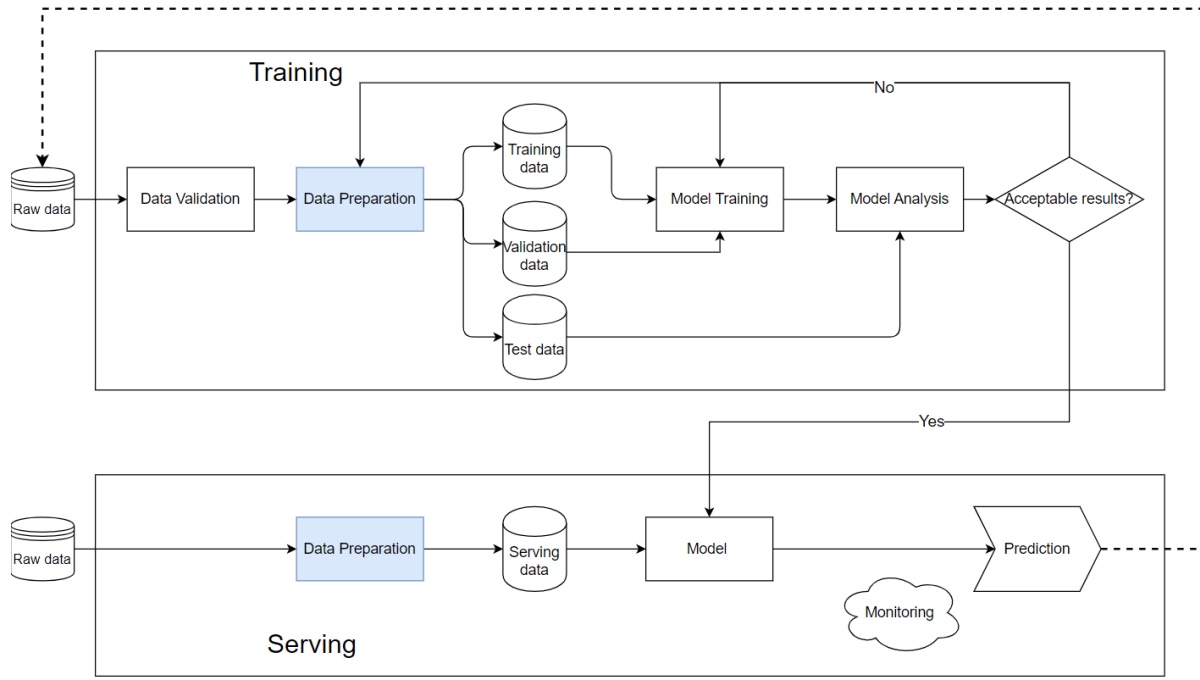 Training
No
Training
data
Raw data
Data Validation
Data Preparation
Model Training
Model Analysis
Acceptable results?
Validation
data
Test data
Yes
Raw data
Data Preparation
Serving
data
Model
Prediction
Monitoring
Serving